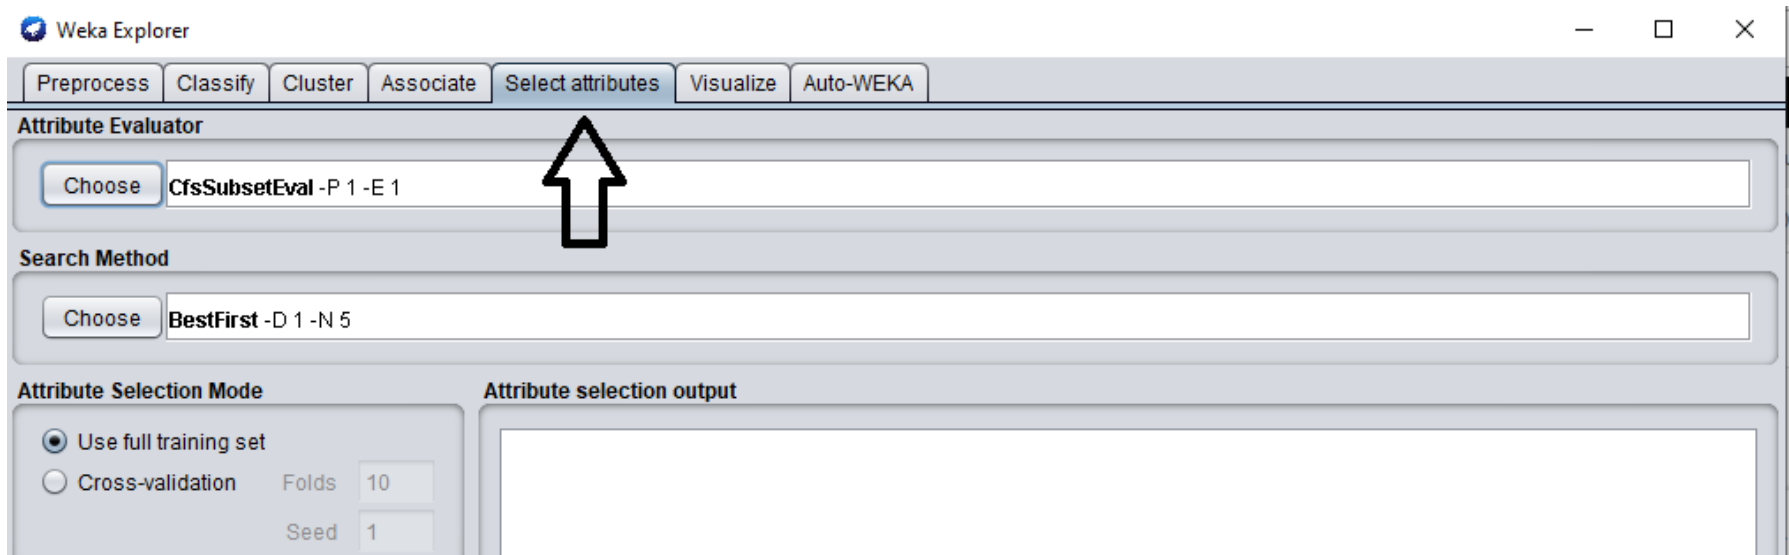 Weka Explorer
Preprocess Classify Cluster Associate Select attributes Visualize Auto-WEKA
Attribute Evaluator
Choose CfsSubsetEval -P 1 -E 1
Search Method
Choose BestFirst -D 1 -N 5
Attribute Selection Mode Attribute selection output
Use full training set
Cross-validation Folds 10
Seed 1